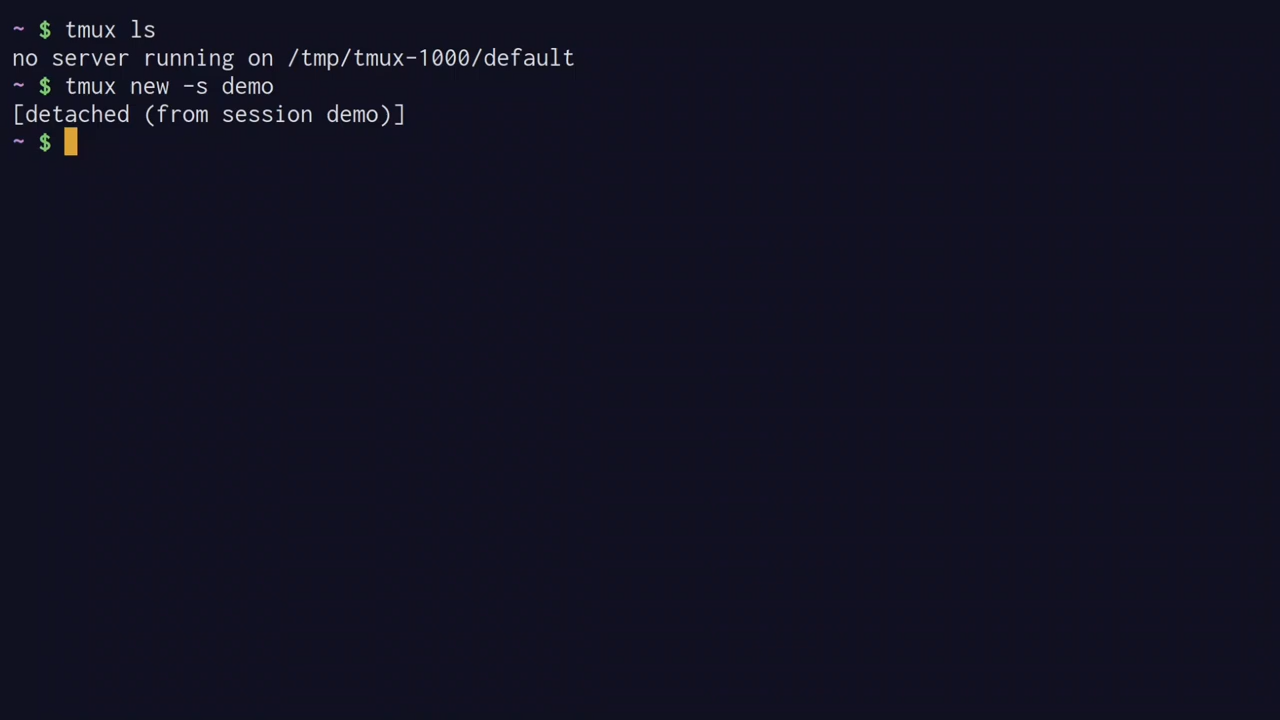 ~ $ tmux ls
no server running on /tmp/tmux-1000/default
~ $ tmux new -s demo
[detached (from session demo)]
~ $